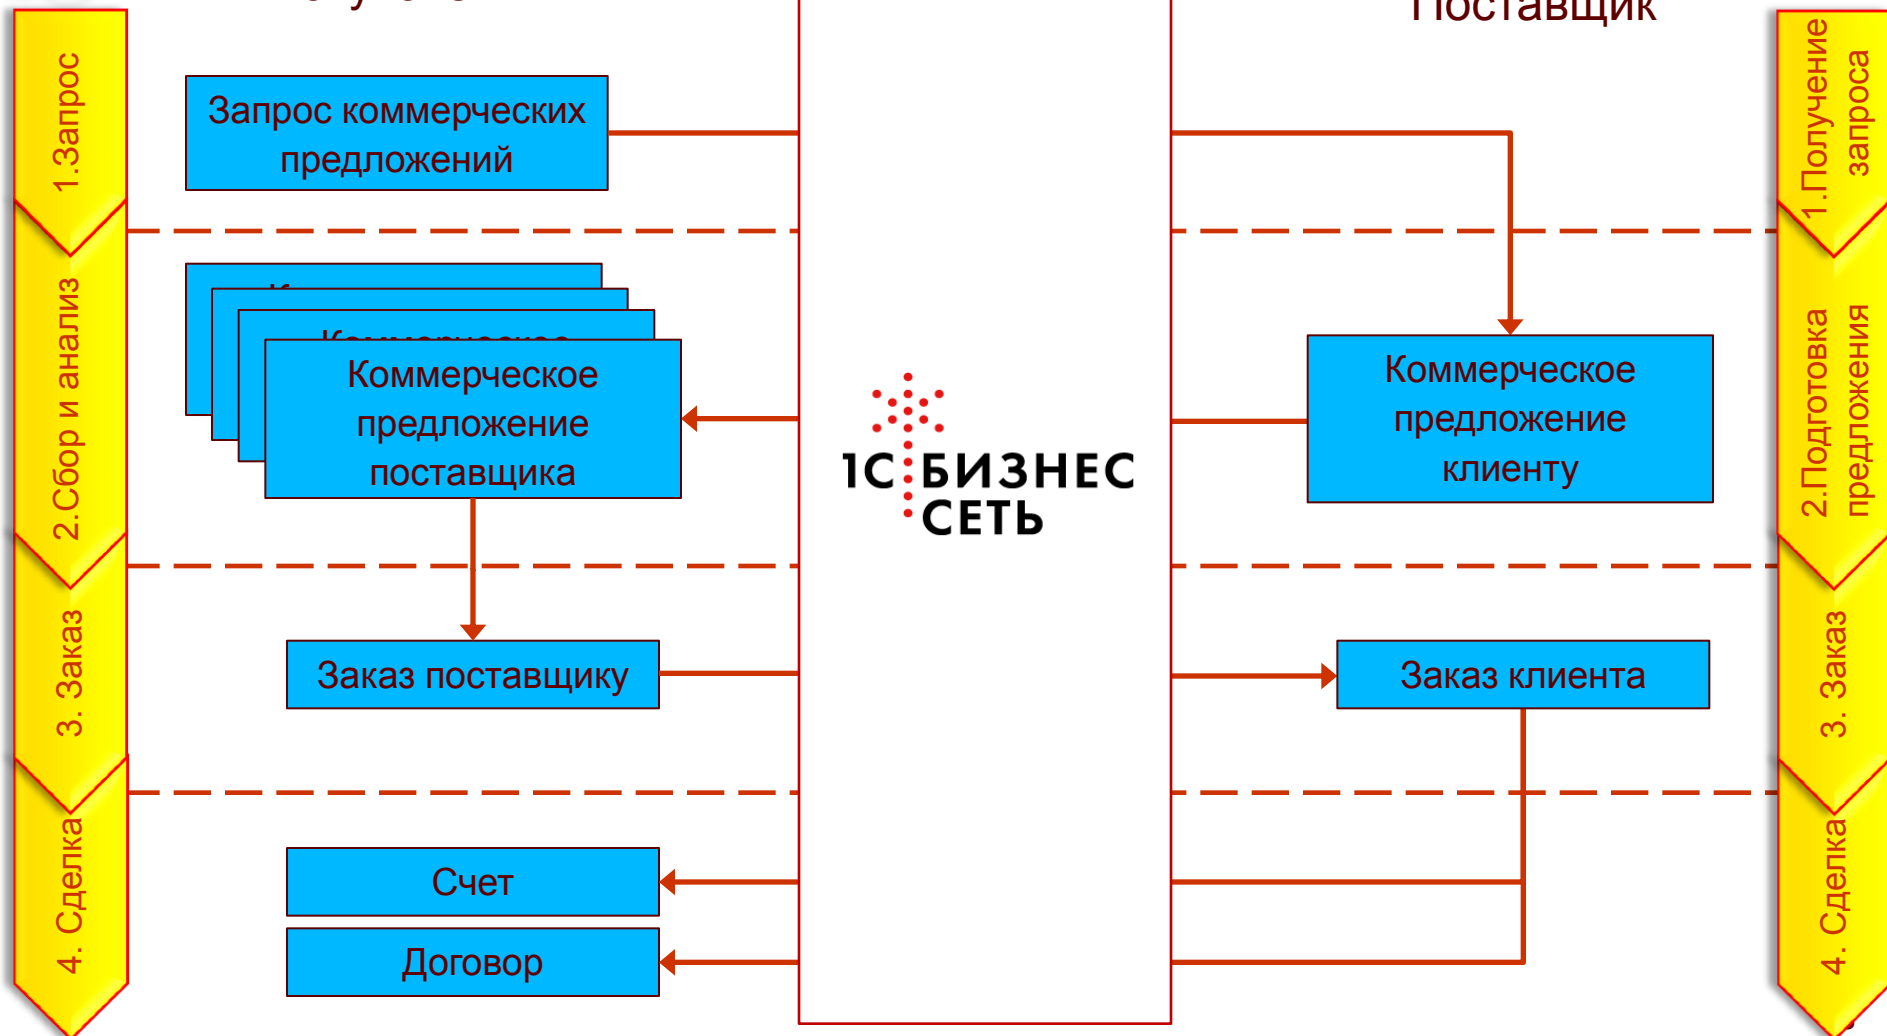 Поставщик
1.Запрос
Запрос коммерческих
предложений
1.Получение
запроса
2.Сбор и анализ
Коммерческое
Коммерческое
предложение
поставщика
1С БИЗНЕС
СЕТЬ
Коммерческое
предложение
клиенту
2.Подготовка
предложения
3. Заказ
Заказ поставщику
Заказ клиента
3. Заказ
4. Сделка
Счет
Договор
4. Сделка